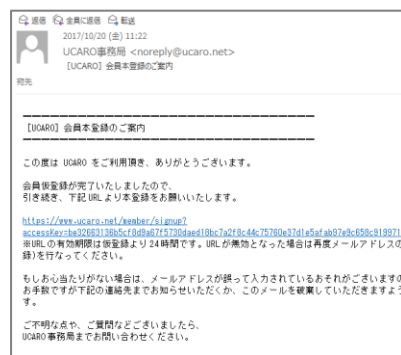 返信 全員に返信 転送
2017/10/20 (金) 11:22
UCARO事務局 <noreply@ucaro.net>
[UCARO] 会員本登録のご案内
宛先
[UCARO] 会員本登録のご案内
この度は UCARO をご利用頂き、ありがとうございます。
会員仮登録が完了いたしましたので、
引き続き、下記URLより本登録をお願いいたします。
https://www.ucaro.net/member/signup?
accessKey=be32663136b5cf8d9a67f5730daed18bc7a2f8c44c75760e37d1e5afab97e9c658c919971
※URLの有効期限は仮登録より24時間です。URLが無効となった場合は再度メールアドレスの
録)を行なってください。
もしお心当たりがない場合は、メールアドレスが誤って入力されているおそれがございますの
お手数ですが下記の連絡先までお知らせいただくか、このメールを破棄していただきますよう
す。
ご不明な点や、ご質問などございましたら、
UCARO事務局までお問い合わせください。